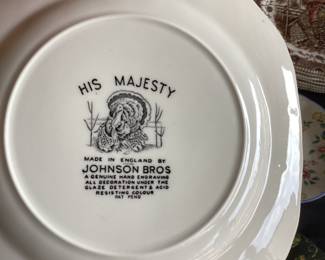 HIS MAJESTY
MADE IN ENGLAND BY
JOHNSON BROS
A GENUINE HAND ENGRAVING
ALL DECORATION UNDER THE
GLAZE DETERGENT & ACID
RESISTING COLOUR
PAT PEND